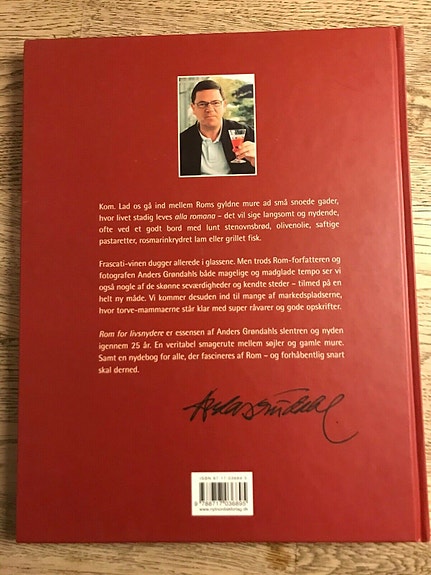 Kom. Lad os gå ind mellem Roms gyldne mure ad små snoede gader,
hvor livet stadig leves alla romana – det vil sige langsomt og nydende,
ofte ved et godt bord med lunt stenovnsbrød, olivenolie, saftige
pastaretter, rosmarinkrydret lam eller grillet fisk.
Frascati-vinen dugger allerede i glassene. Men trods Rom-forfatteren og
fotografen Anders Grøndahls både magelige og madglade tempo ser vi
også nogle af de skønne seværdigheder og kendte steder – tilmed på en
helt ny måde. Vi kommer desuden ind til mange af markedspladserne,
hvor torve-mammaerne står klar med super råvarer og gode opskrifter.
Rom for livsnydere er essensen af Anders Grøndahls slentren og nyden
igennem 25 år. En veritabel smagerute mellem søjler og gamle mure.
Samt en nydebog for alle, der fascineres af Rom – og forhåbentlig snart
skal derned.
9 788717 036895